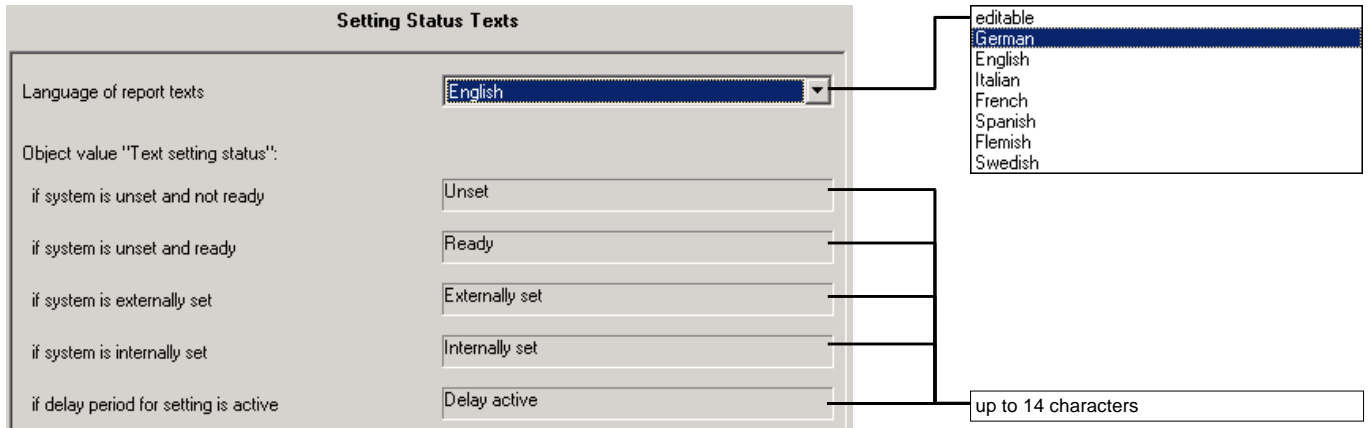 Setting Status Texts
Language of report texts
English
Object value "Text setting status":
if system is unset and not ready
Unset
if system is unset and ready
Ready
if system is externally set
Externally set
if system is internally set
Internally set
if delay period for setting is active
Delay active
editable
German
English
Italian
French
Spanish
Flemish
Swedish
up to 14 characters